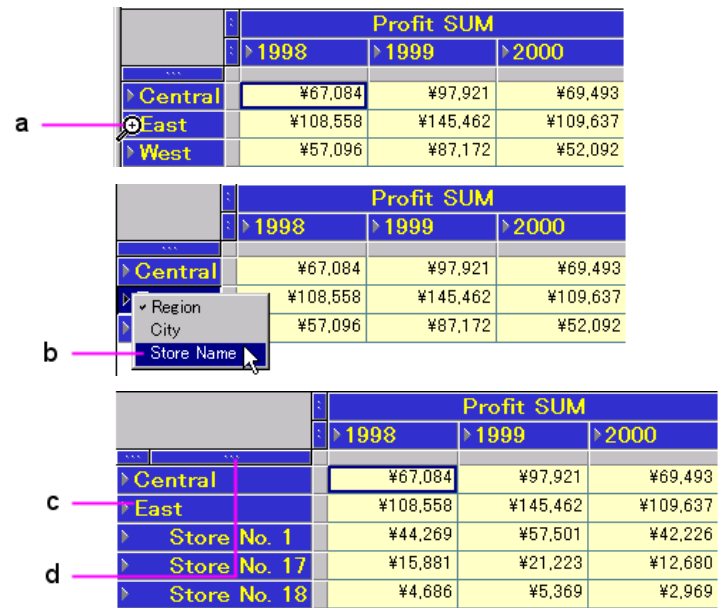 Profit SUM
1998 1999 2000
Central ¥67,084 ¥97,921 ¥69,493
a East ¥108,558 ¥145,462 ¥109,637
West ¥57,096 ¥87,172 ¥52,092
Profit SUM
1998 1999 2000
Central ¥67,084 ¥97,921 ¥69,493
¥108,558 ¥145,462 ¥109,637
✓ Region
City ¥57,096 ¥87,172 ¥52,092
b Store Name
Profit SUM
1998 1999 2000
Central ¥67,084 ¥97,921 ¥69,493
c East ¥108,558 ¥145,462 ¥109,637
Store No. 1 ¥44,269 ¥57,501 ¥42,226
d Store No. 17 ¥15,881 ¥21,223 ¥12,680
Store No. 18 ¥4,686 ¥5,369 ¥2,969